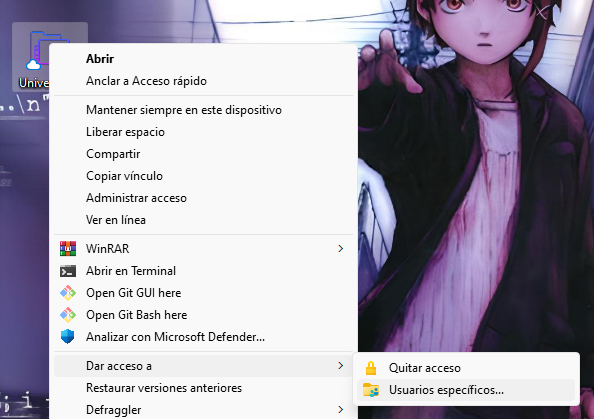 Unive
..\n"
Abrir
Anclar a Acceso rápido
Mantener siempre en este dispositivo
Liberar espacio
Compartir
Copiar vínculo
Administrar acceso
Ver en línea
WinRAR
Abrir en Terminal
Open Git GUI here
Open Git Bash here
Analizar con Microsoft Defender...
Dar acceso a
Quitar acceso
Restaurar versiones anteriores
Usuarios específicos...
Defraggler